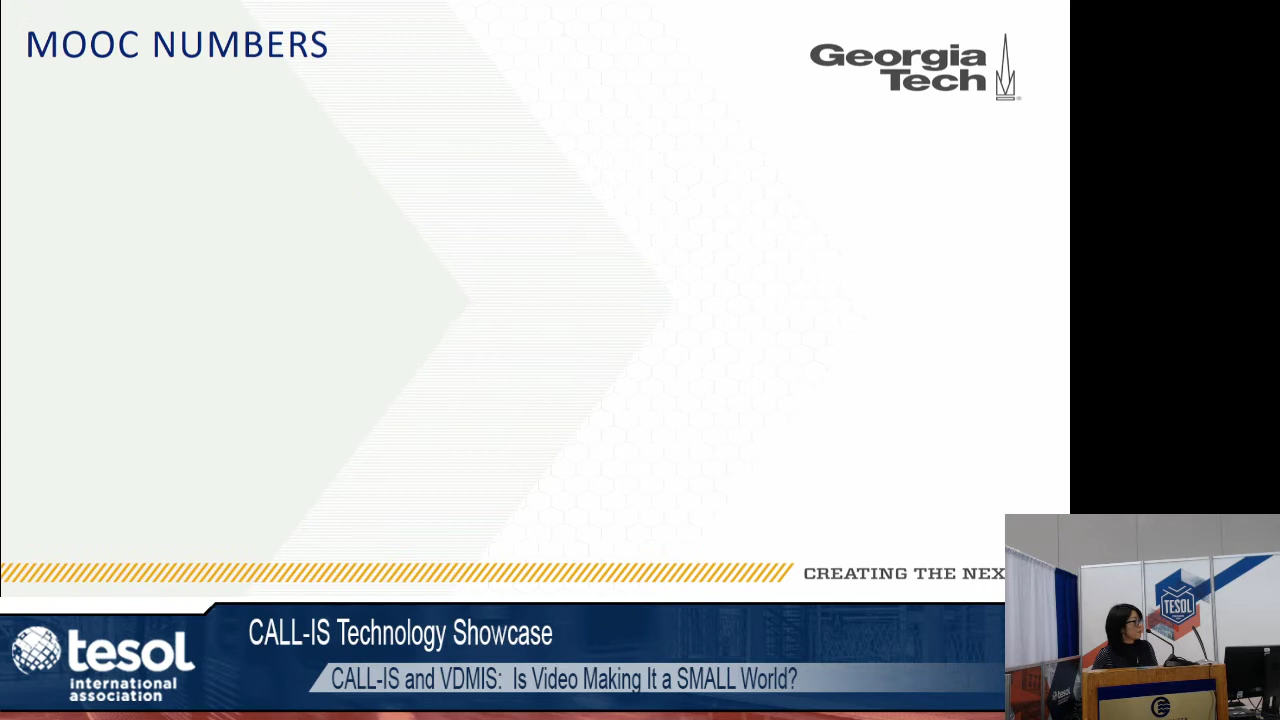 MOOC NUMBERS
Georgia
Tech
CREATING THE NEX
CALL-IS Technology Showcase
CALL-IS and VDMIS: Is Video Making It a SMALL World?
tesol
international
association
TESOL
tesol